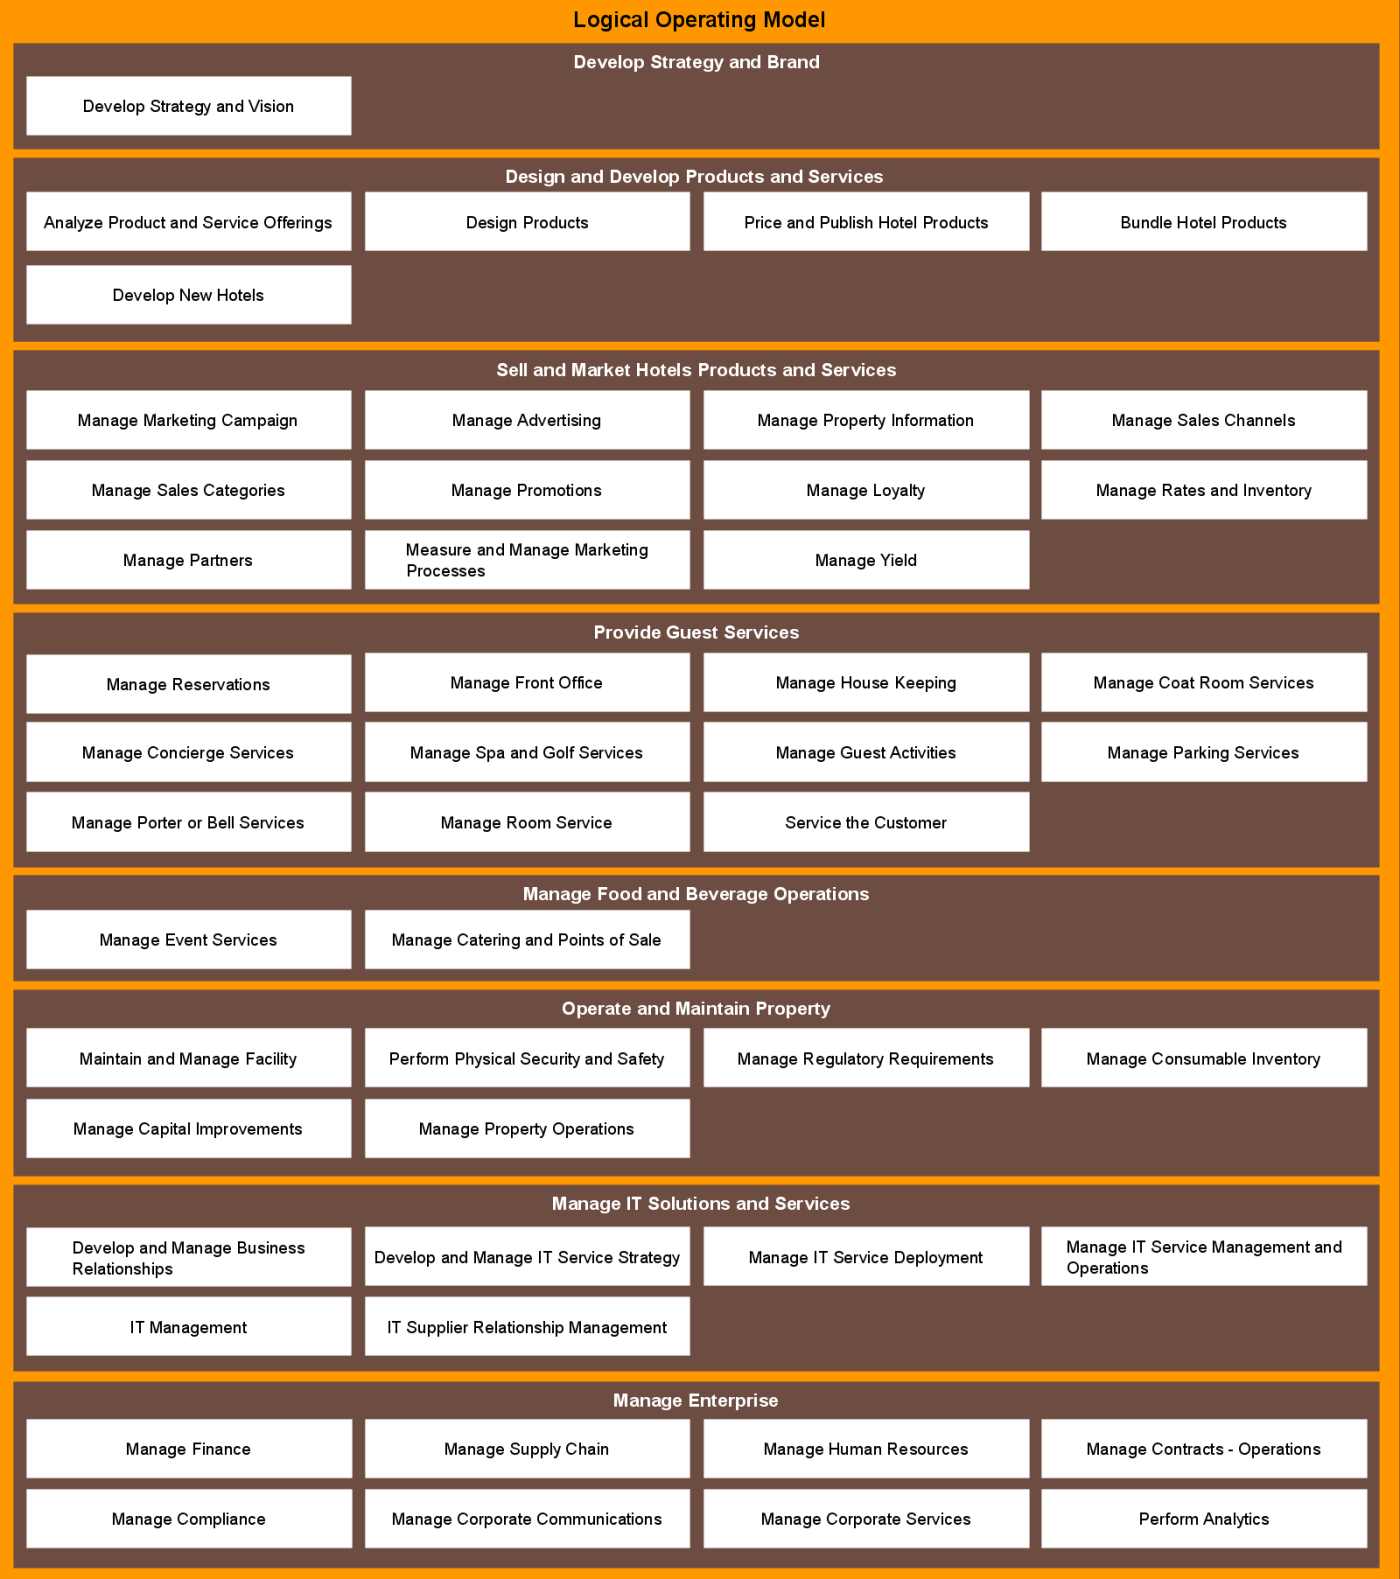 Logical Operating Model
Develop Strategy and Brand
Develop Strategy and Vision
Design and Develop Products and Services
Analyze Product and Service Offerings
Design Products
Price and Publish Hotel Products
Bundle Hotel Products
Develop New Hotels
Sell and Market Hotels Products and Services
Manage Marketing Campaign
Manage Advertising
Manage Property Information
Manage Sales Channels
Manage Sales Categories
Manage Promotions
Manage Loyalty
Manage Rates and Inventory
Manage Partners
Measure and Manage Marketing
Processes
Manage Yield
Provide Guest Services
Manage Reservations
Manage Front Office
Manage House Keeping
Manage Coat Room Services
Manage Concierge Services
Manage Spa and Golf Services
Manage Guest Activities
Manage Parking Services
Manage Porter or Bell Services
Manage Room Service
Service the Customer
Manage Food and Beverage Operations
Manage Event Services
Manage Catering and Points of Sale
Operate and Maintain Property
Maintain and Manage Facility
Perform Physical Security and Safety
Manage Regulatory Requirements
Manage Consumable Inventory
Manage Capital Improvements
Manage Property Operations
Manage IT Solutions and Services
Develop and Manage Business
Relationships
Develop and Manage IT Service Strategy
Manage IT Service Deployment
Manage IT Service Management and
Operations
IT Management
IT Supplier Relationship Management
Manage Enterprise
Manage Finance
Manage Supply Chain
Manage Human Resources
Manage Contracts - Operations
Manage Compliance
Manage Corporate Communications
Manage Corporate Services
Perform Analytics